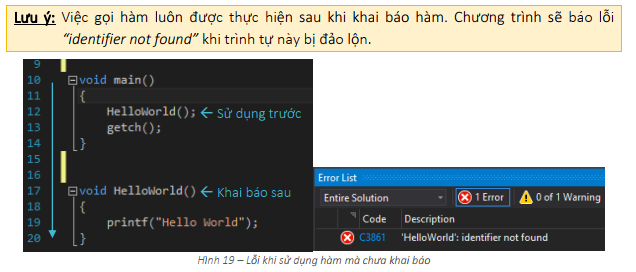 Lưu ý: Việc gọi hàm luôn được thực hiện sau khi khai báo hàm. Chương trình sẽ báo lỗi
“identifier not found” khi trình tự này bị đảo lộn.
9
10 void main()
11 {
12 HelloWorld(); ← Sử dụng trước
13 getch();
14 }
15
16
17 void HelloWorld() ← Khai báo sau
18 {
19 printf("Hello World");
20 }
Error List
Entire Solution 1 Error 0 of 1 Warning
Code Description
C3861 'HelloWorld': identifier not found
Hình 19 – Lỗi khi sử dụng hàm mà chưa khai báo